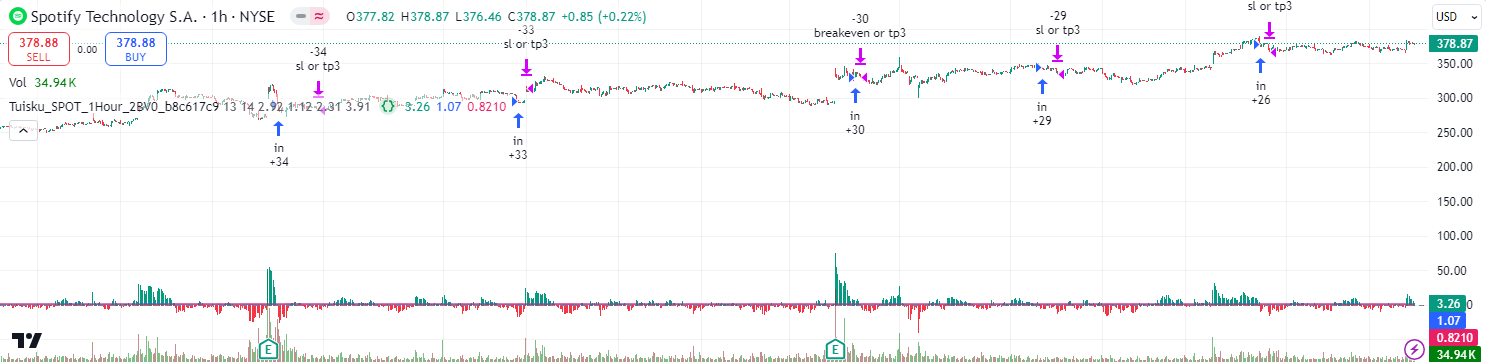 Spotify Technology S.A. · 1h · NYSE O377.82 H378.87 L376.46 C378.87 +0.85 (+0.22%)
USD
378.88 SELL
0.00
378.88 BUY
Vol 34.94 K
Tuisku_SPOT_1Hour_2BV0_b8c617c9 13 14 2.92 1.12 2.31 3.91 3.26 1.07 0.8210
-34
sl or tp3
in
+34
-33
sl or tp3
in
+33
-30
breakeven or tp3
in
+30
-29
sl or tp3
in
+29
sl or tp3
in
+26
378.87
350.00
300.00
250.00
200.00
150.00
100.00
50.00
3.26
0
1.07
0.8210
34.94 K
E
E